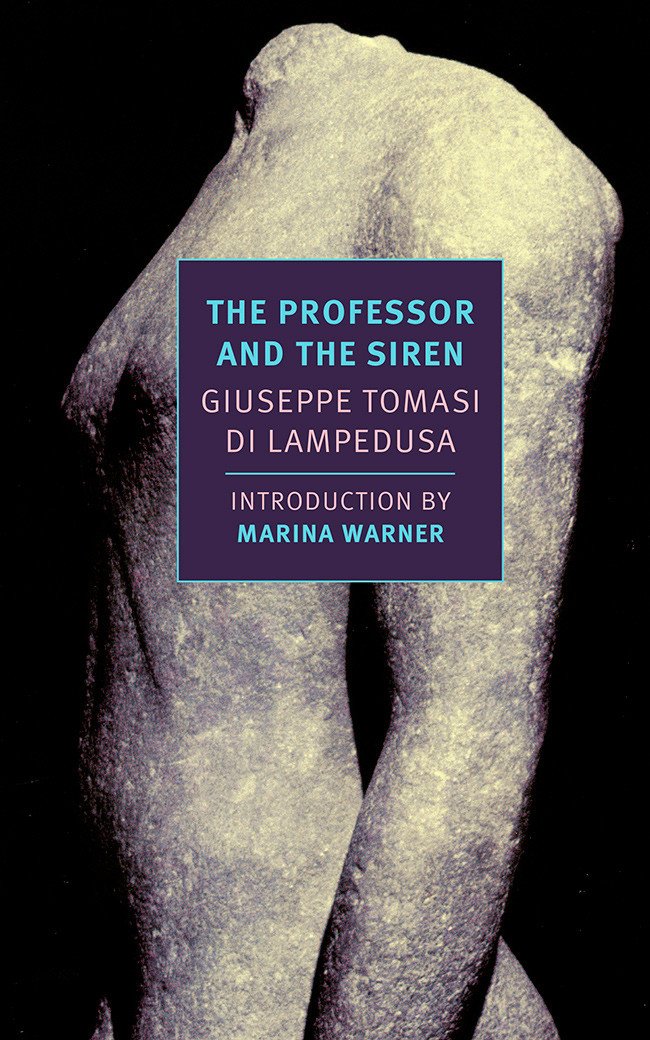 THE PROFESSOR
AND THE SIREN
GIUSEPPE TOMASI
DI LAMPEDUSA
INTRODUCTION BY
MARINA WARNER